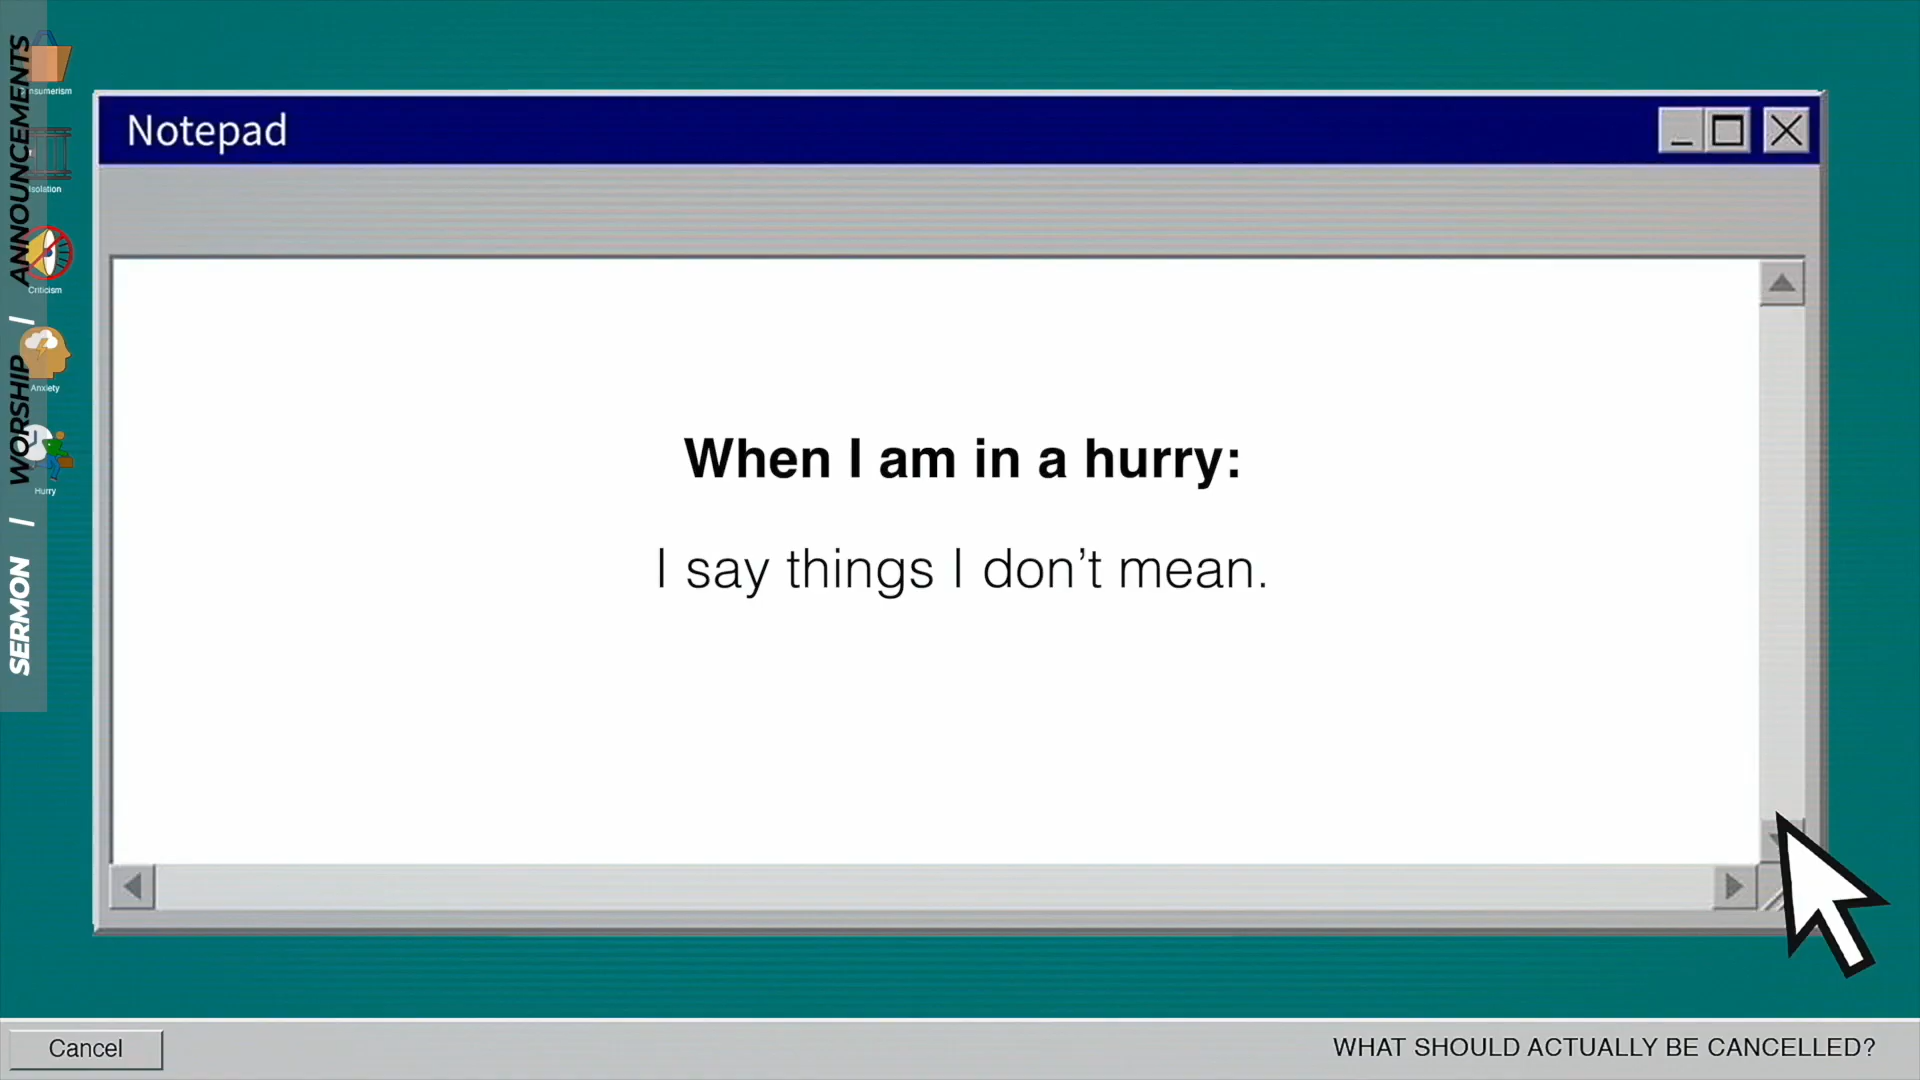 Notepad
When I am in a hurry:
I say things I don’t mean.
nsumerism
Isolation
Criticism
Anxiety
Hurry
SERMON | WORSHIP | ANNOUNCEMENTS
Cancel
WHAT SHOULD ACTUALLY BE CANCELLED?